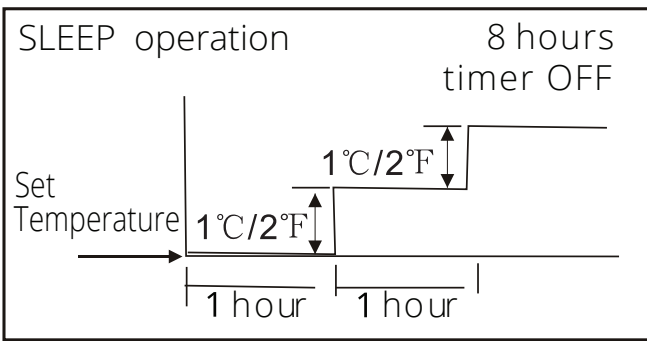 SLEEP operation
8 hours
timer OFF
1℃/2℉
Set
Temperature
1℃/2℉
1 hour
1 hour